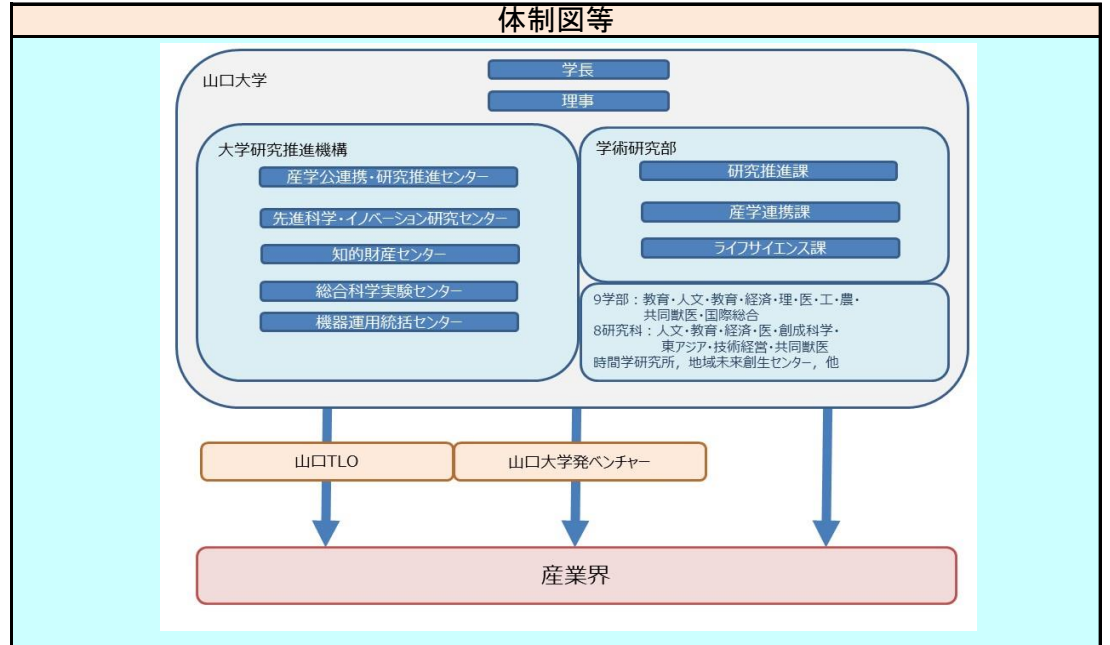 体制図等
山口大学
学長
理事
大学研究推進機構
産学公連携・研究推進センター
先進科学・イノベーション研究センター
知的財産センター
総合科学実験センター
機器運用統括センター
学術研究部
研究推進課
産学連携課
ライフサイエンス課
9学部：教育・人文・教育・経済・理・医・工・農・
共同獣医・国際総合
8研究科：人文・教育・経済・医・創成科学・
東アジア・技術経営・共同獣医
時間学研究所，地域未来創生センター，他
山口TLO
山口大学発ベンチャー
産業界